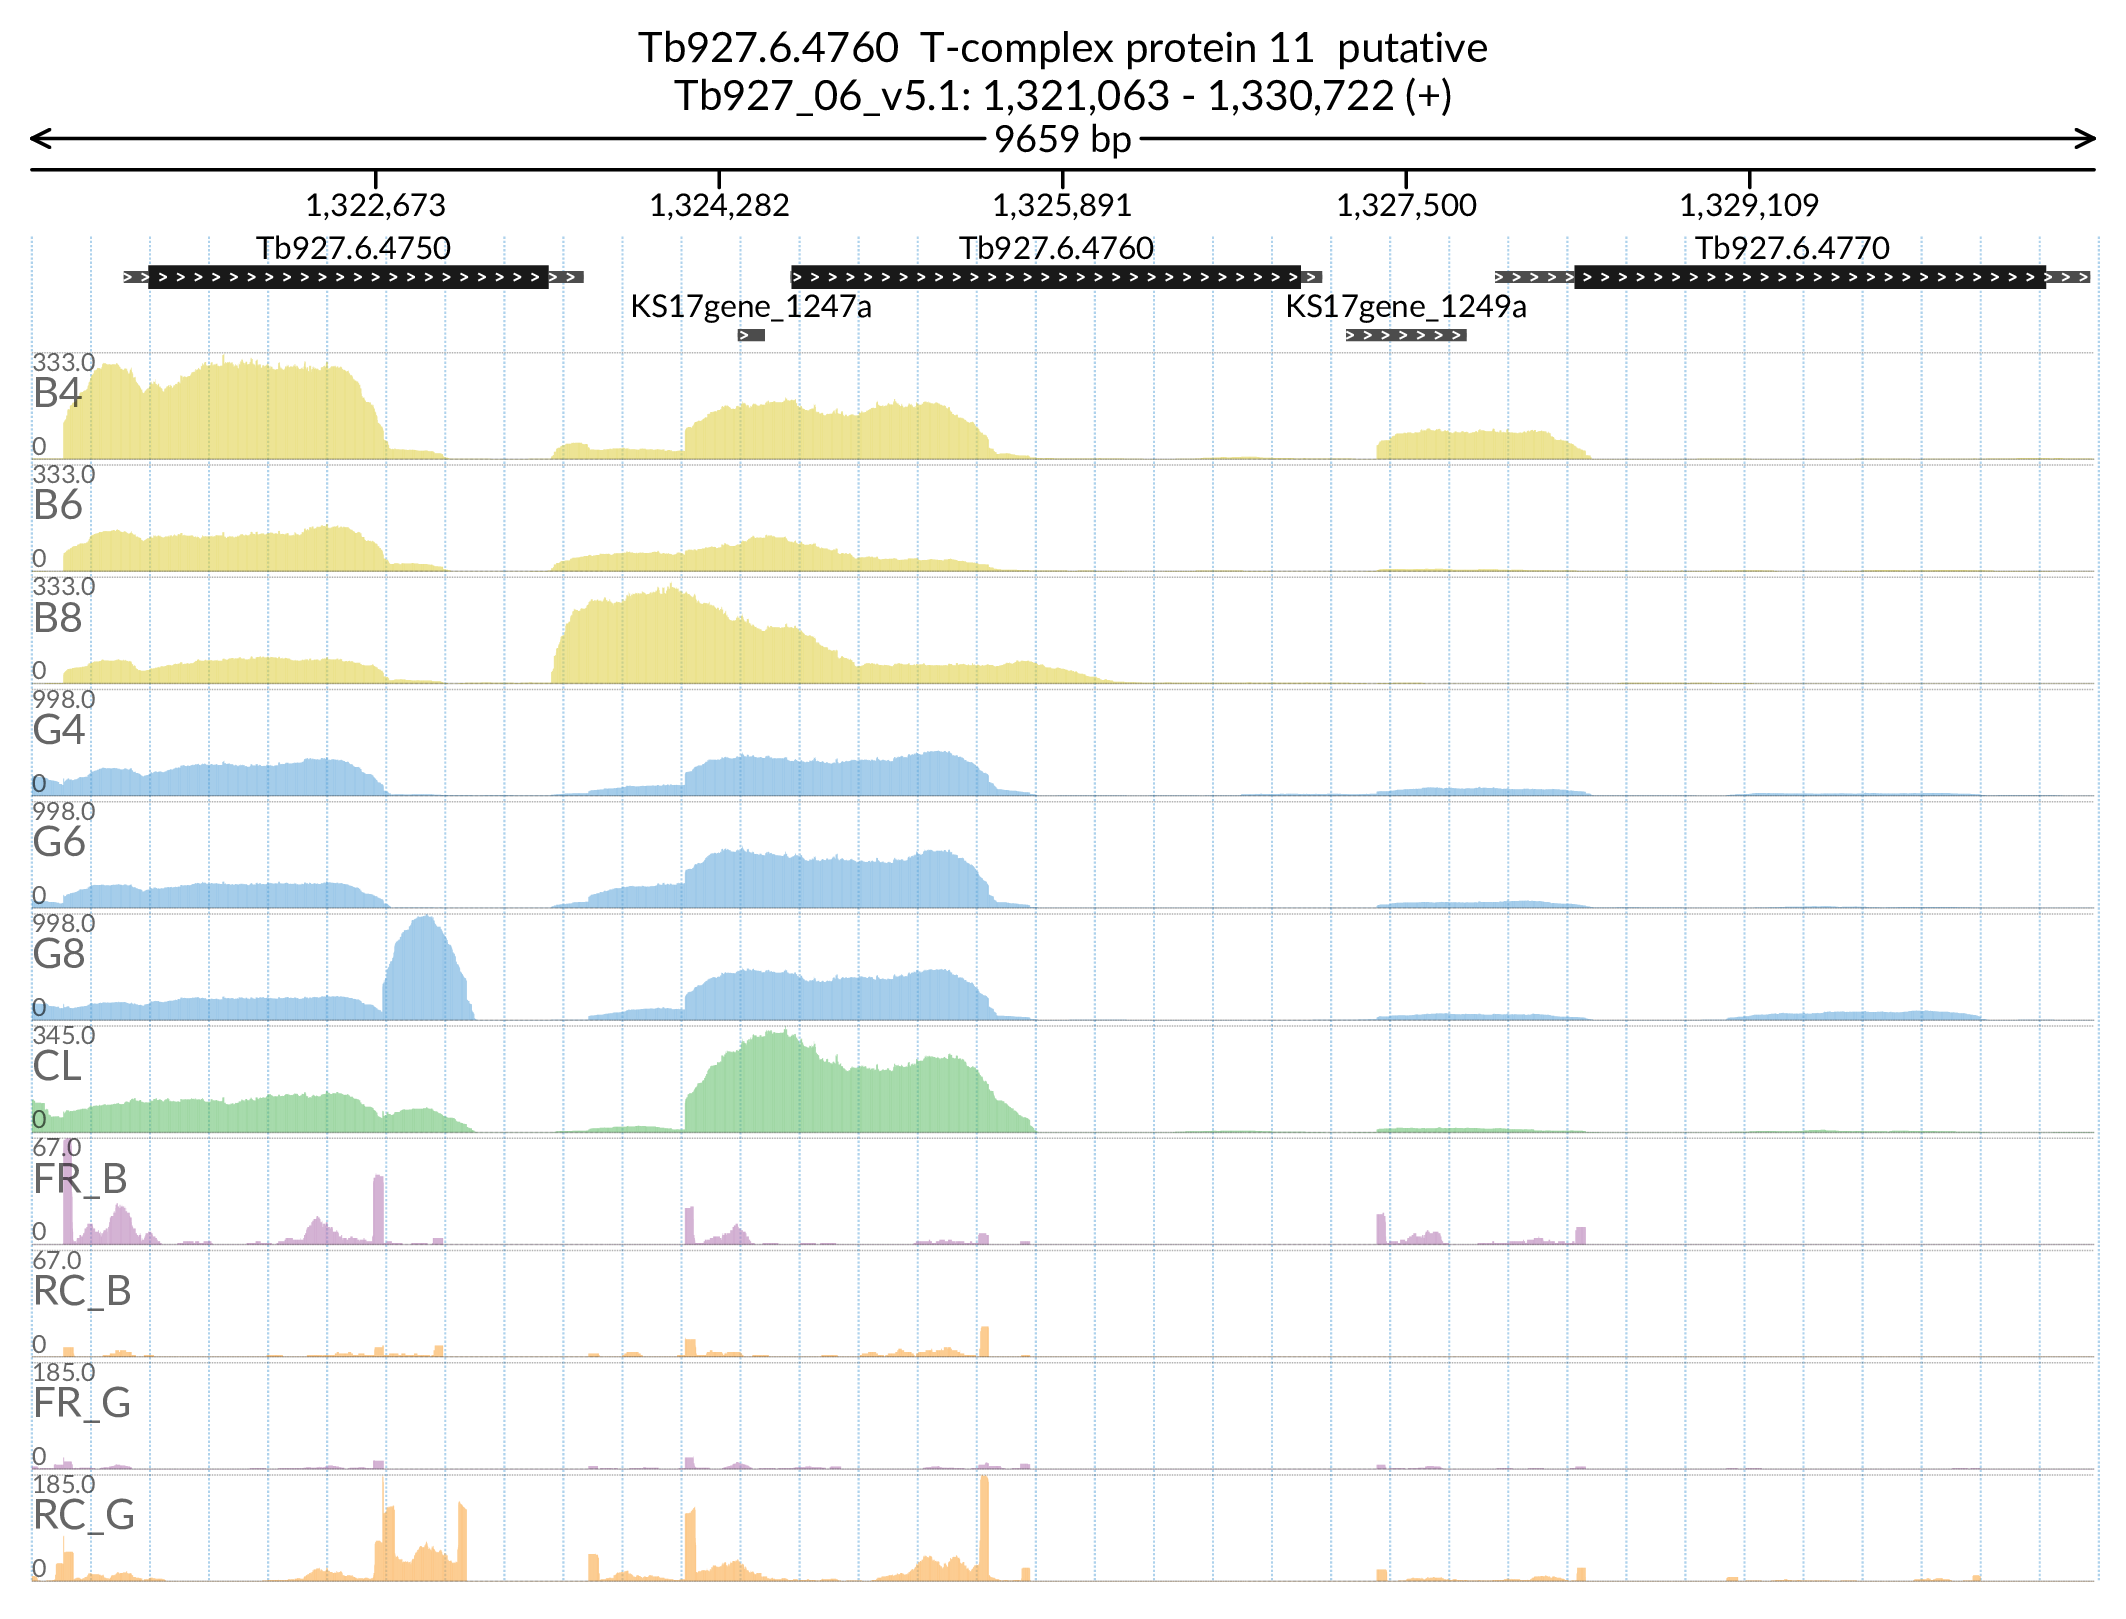 Tb927.6.4760  T-complex protein 11  putative
Tb927_06_v5.1: 1,321,063 - 1,330,722 (+)
9659 bp
1,322,673 1,324,282 1,325,891 1,327,500 1,329,109
Tb927.6.4750 Tb927.6.4760 Tb927.6.4770
KS17gene_1247a KS17gene_1249a
333.0
B4
0
333.0
B6
0
333.0
B8
0
998.0
G4
0
998.0
G6
0
998.0
G8
0
345.0
CL
0
67.0
FR_B
0
67.0
RC_B
0
185.0
FR_G
0
185.0
RC_G
0